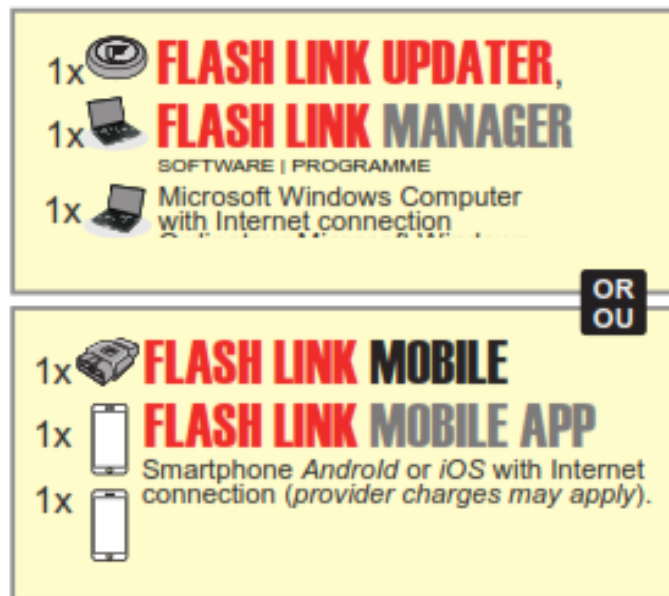 1x FLASH LINK UPDATER,
1x FLASH LINK MANAGER
SOFTWARE | PROGRAMME
1x Microsoft Windows Computer
with Internet connection
OR
OU
1x FLASH LINK MOBILE
1x FLASH LINK MOBILE APP
Smartphone Android or iOS with Internet
1x connection (provider charges may apply).